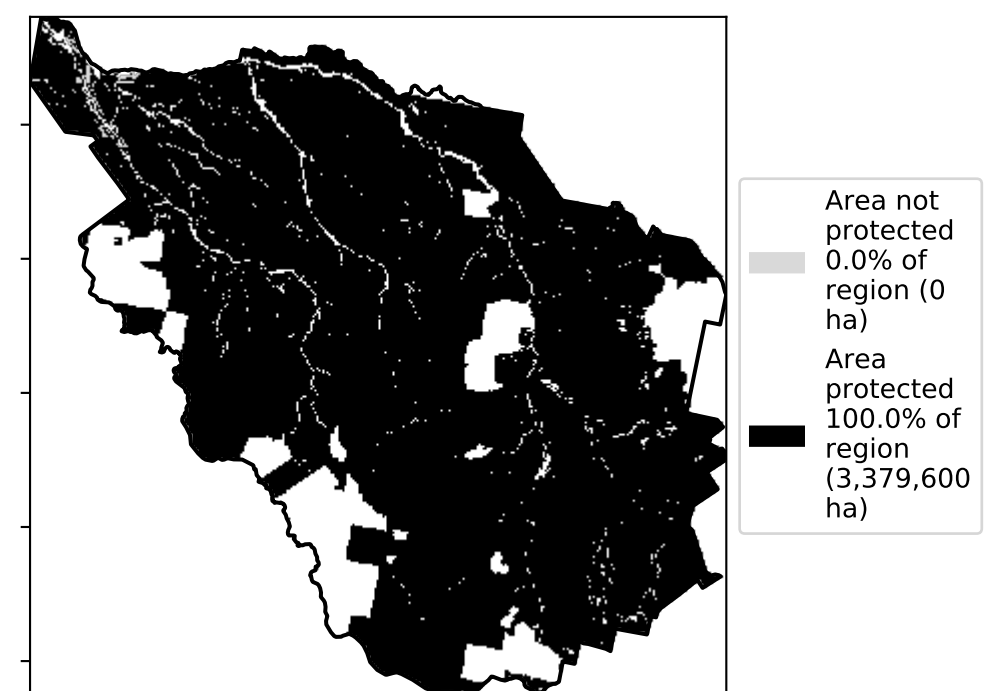 Area not
protected
0.0% of
region (0
ha)
Area
protected
100.0% of
region
(3,379,600
ha)